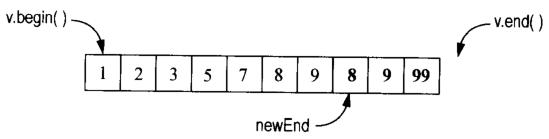 v.begin( )
v.end( )
1 2 3 5 7 8 9 8 9 99
newEnd